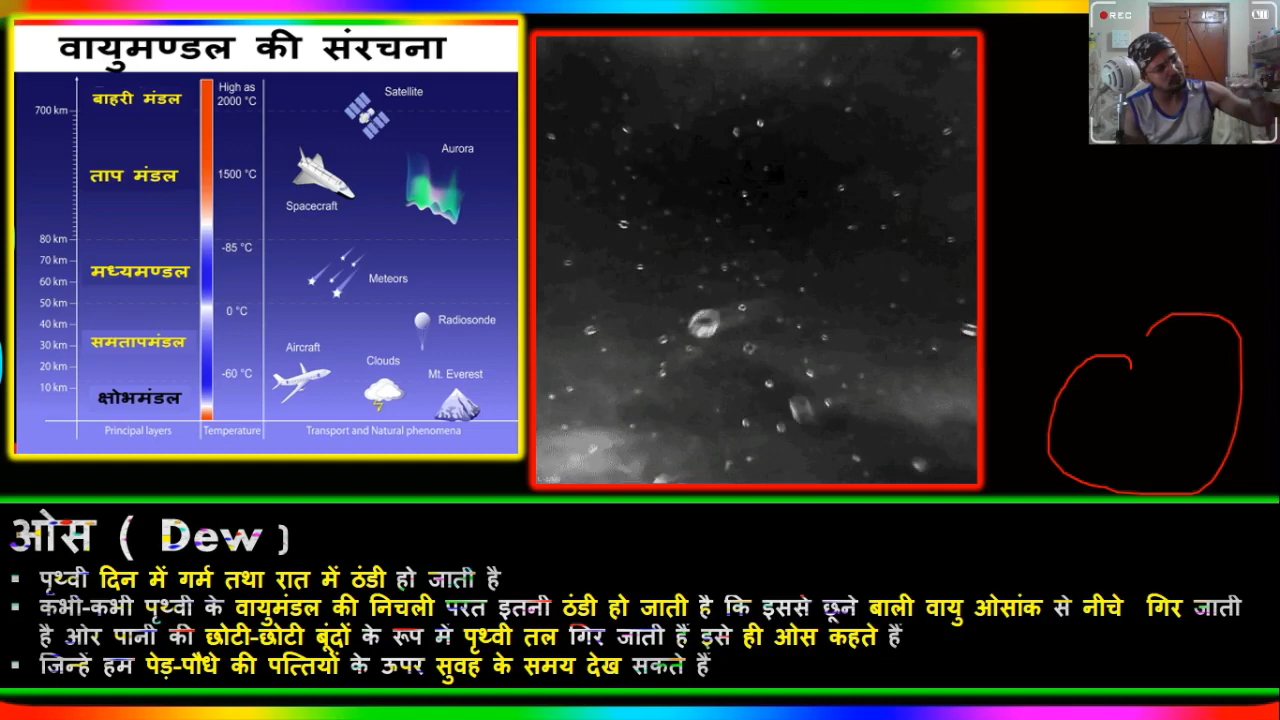 REC
वायुमण्डल की संरचना
बाहरी मंडल
High as
2000 °C
Satellite
700 km
Aurora
ताप मंडल
1500 °C
Spacecraft
80 km
-85 °C
70 km
मध्यमण्डल
Meteors
60 km
50 km
0 °C
Radiosonde
40 km
30 km
समतापमंडल
Aircraft
Clouds
20 km
-60 °C
Mt. Everest
10 km
क्षोभमंडल
Principal layers
Temperature
Transport and Natural phenomena
ओस ( Dew )
▪ पृथ्वी दिन में गर्म तथा रात में ठंडी हो जाती है
▪ कभी-कभी पृथ्वी के वायुमंडल की निचली परत इतनी ठंडी हो जाती है कि इससे छूने बाली वायु ओसांक से नीचे गिर जाती
है ओर पानी की छोटी-छोटी बूंदों के रूप में पृथ्वी तल गिर जाती हैं इसे ही ओस कहते हैं
▪ जिन्हें हम पेड़-पौधे की पत्तियों के ऊपर सुवह के समय देख सकते हैं